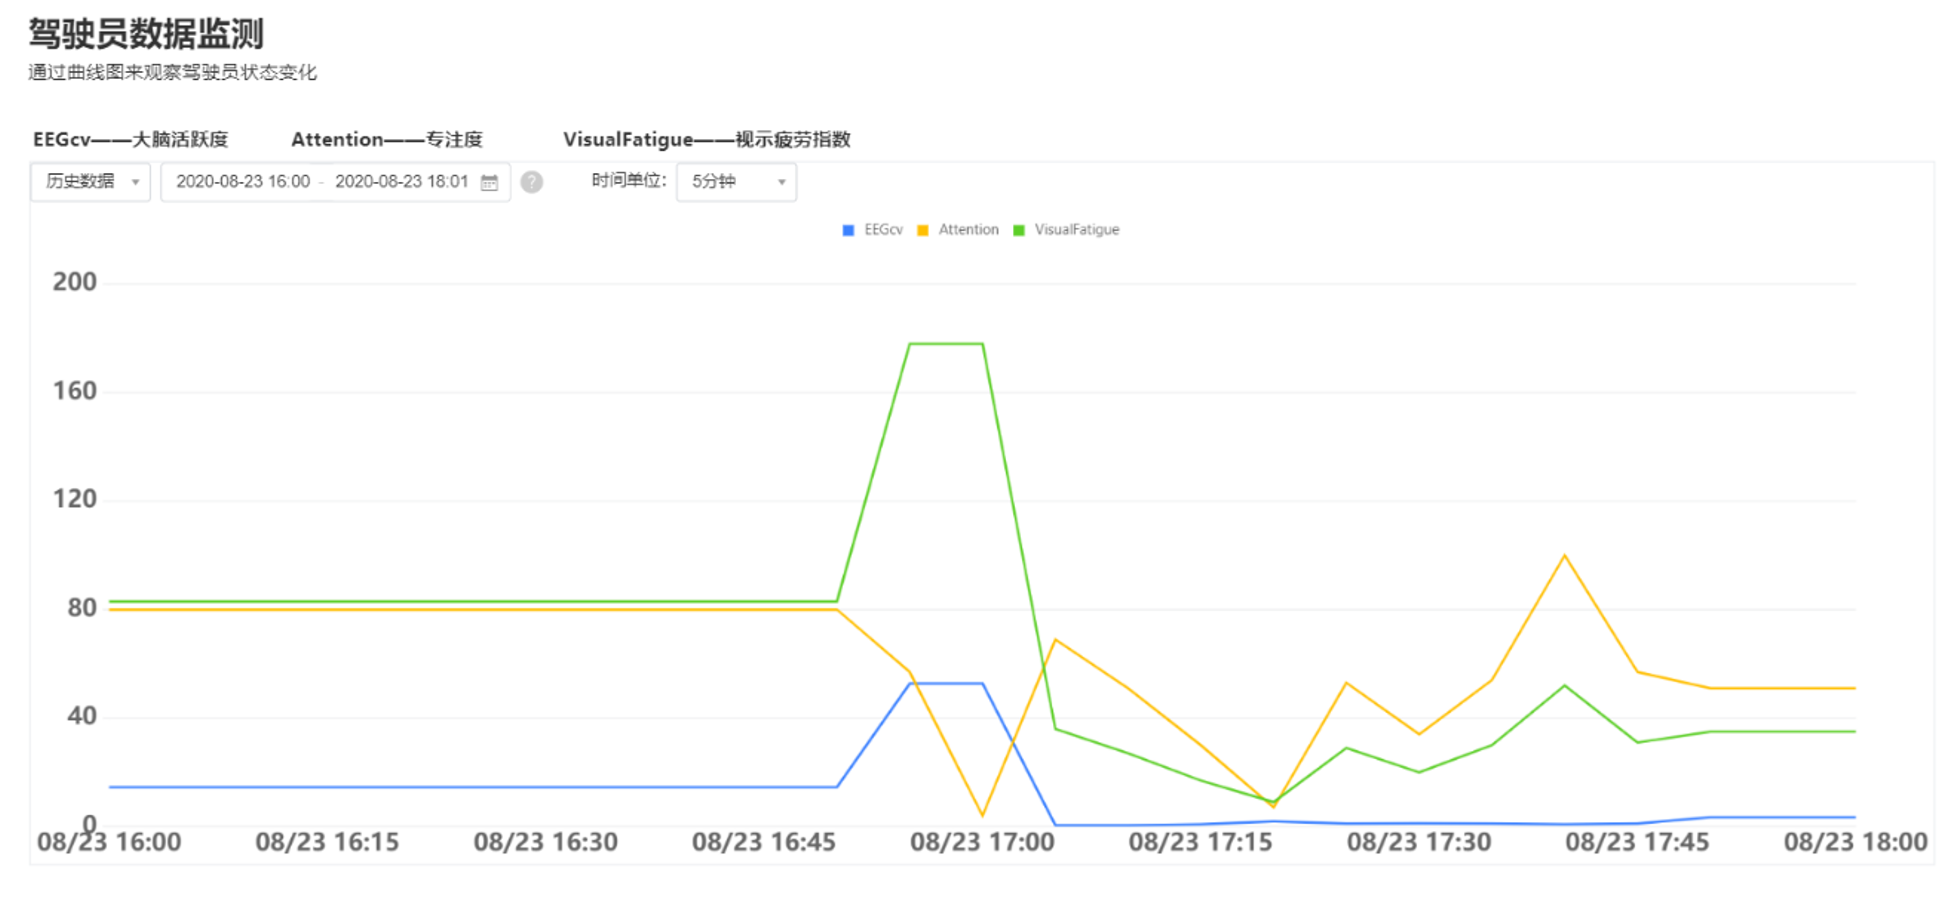 驾驶员数据监测
通过曲线图来观察驾驶员状态变化
EEGcv——大脑活跃度 Attention——专注度 VisualFatigue——视示疲劳指数
历史数据 2020-08-23 16:00 - 2020-08-23 18:01 ? 时间单位: 5分钟
EEGcv Attention VisualFatigue
200
160
120
80
40
0
08/23 16:00 08/23 16:15 08/23 16:30 08/23 16:45 08/23 17:00 08/23 17:15 08/23 17:30 08/23 17:45 08/23 18:00